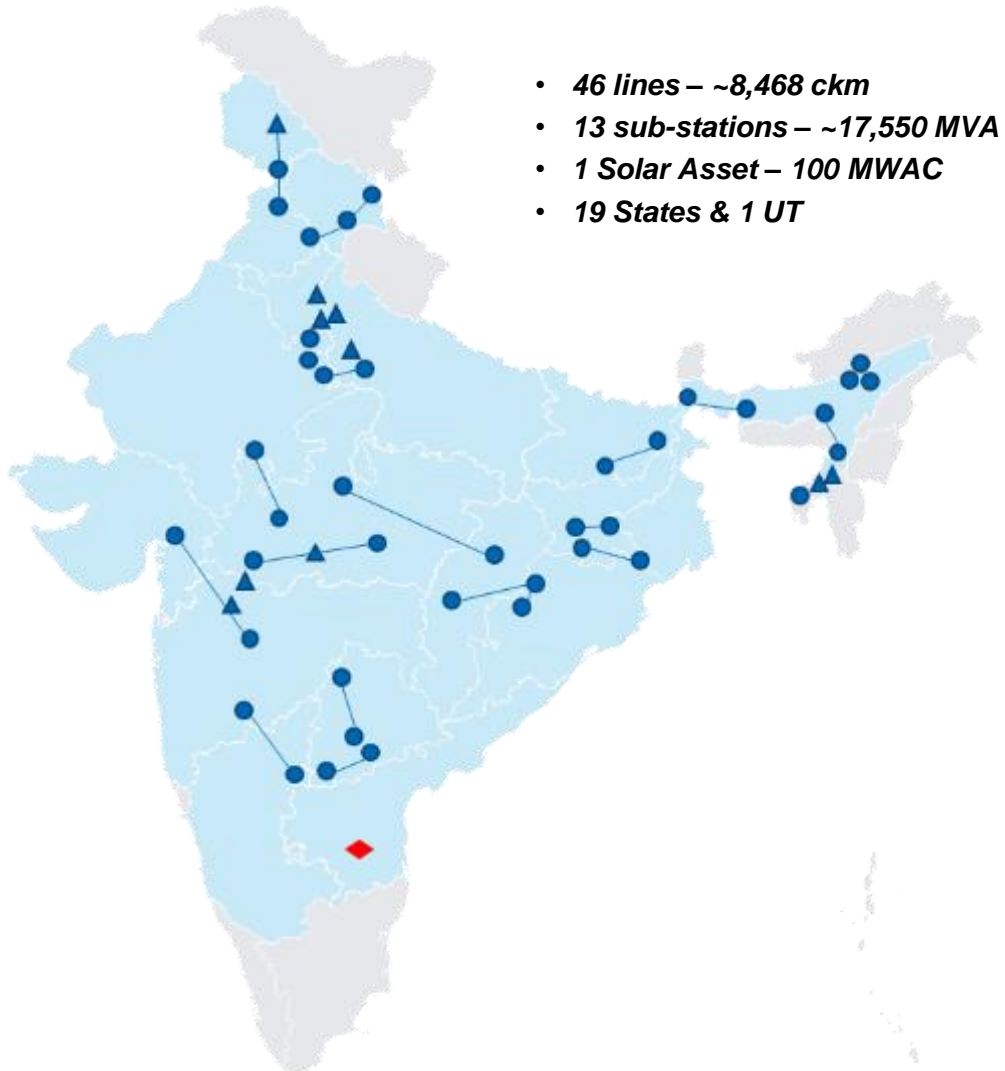 • 46 lines – ~8,468 ckm
• 13 sub-stations – ~17,550 MVA
• 1 Solar Asset – 100 MWAC
• 19 States & 1 UT